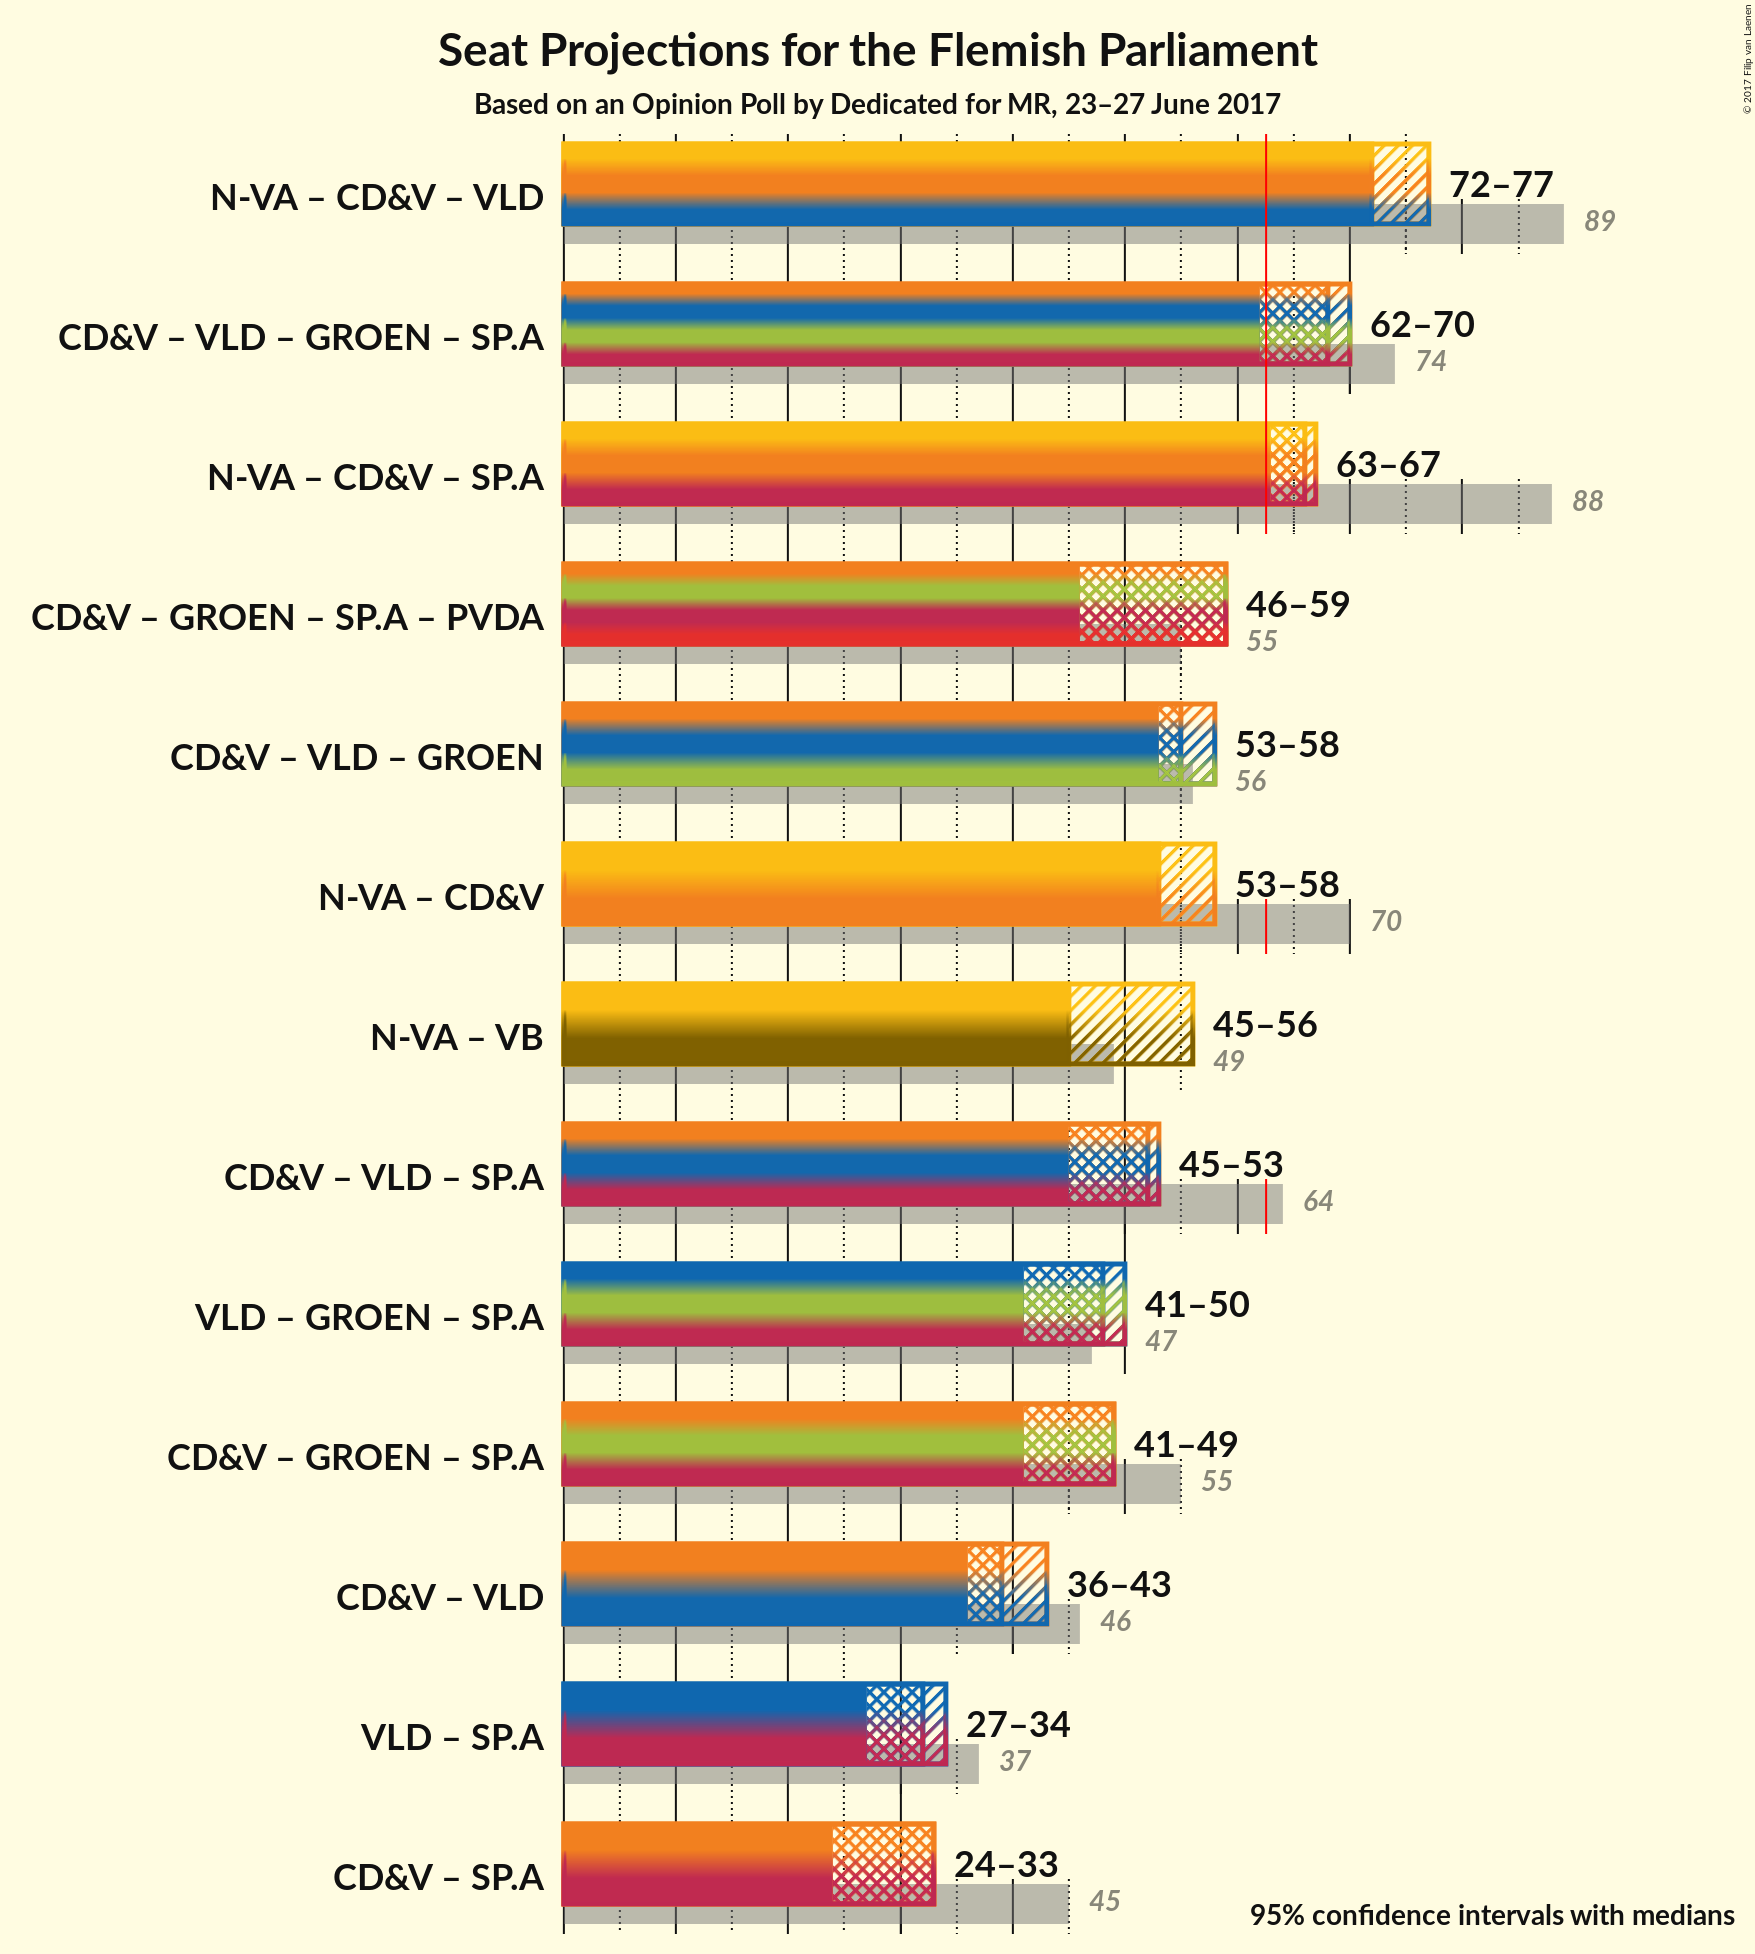 Seat Projections for the Flemish Parliament
Based on an Opinion Poll by Dedicated for MR, 23–27 June 2017
© 2017 Filip van Laenen
N-VA – CD&V – VLD
72–77
89
CD&V – VLD – GROEN – SP.A
62–70
74
N-VA – CD&V – SP.A
63–67
88
CD&V – GROEN – SP.A – PVDA
46–59
55
CD&V – VLD – GROEN
53–58
56
N-VA – CD&V
53–58
70
N-VA – VB
45–56
49
CD&V – VLD – SP.A
45–53
64
VLD – GROEN – SP.A
41–50
47
CD&V – GROEN – SP.A
41–49
55
CD&V – VLD
36–43
46
VLD – SP.A
27–34
37
CD&V – SP.A
24–33
45
95% confidence intervals with medians